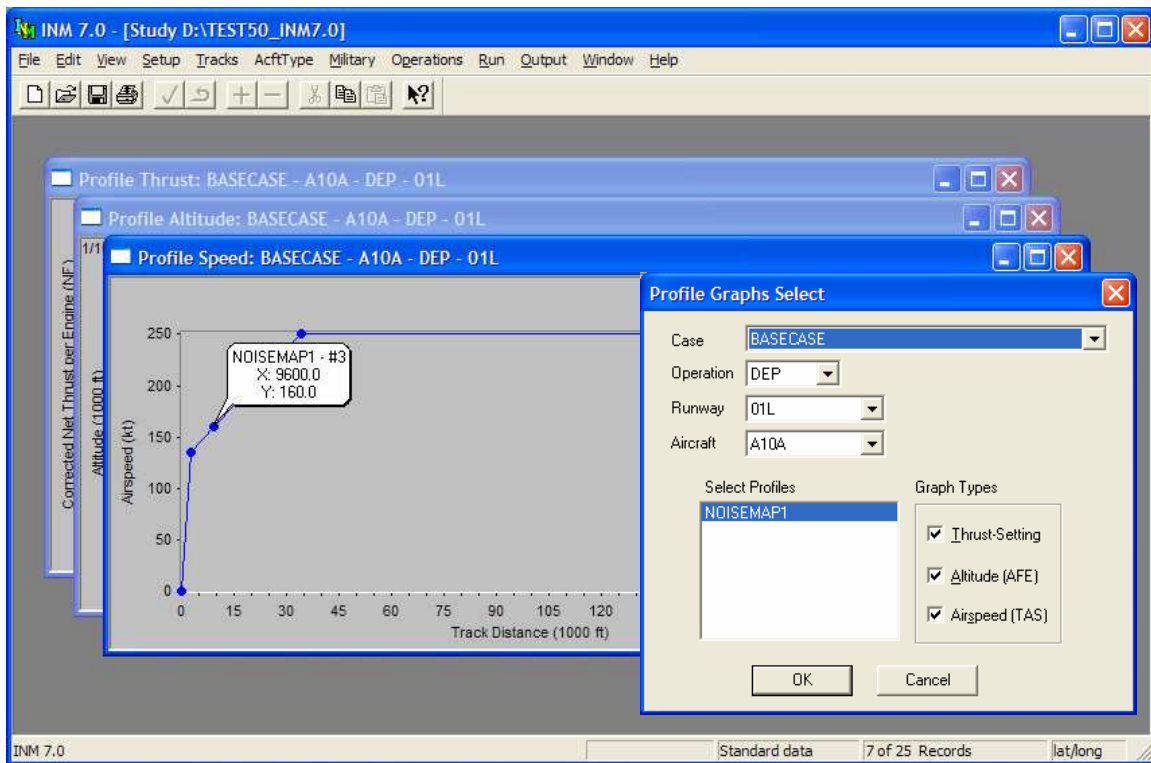 INM 7.0 - [Study D:\TEST50_INM7.0]
File Edit View Setup Tracks AcftType Military Operations Run Output Window Help
Profile Thrust: BASECASE - A10A - DEP - 01L
Corrected Net Thrust per Engine (NF)
Profile Altitude: BASECASE - A10A - DEP - 01L
1/1
Altitude (1000 ft)
Profile Speed: BASECASE - A10A - DEP - 01L
Airspeed (kt)
250
200
150
100
50
0
NOISEMAP1 - #3
X: 9600.0
Y: 160.0
0 15 30 45 60 75 90 105 120
Track Distance (1000 ft)
Profile Graphs Select
Case BASECASE
Operation DEP
Runway 01L
Aircraft A10A
Select Profiles
NOISEMAP1
Graph Types
Thrust-Setting
Altitude (AFE)
Airspeed (TAS)
OK Cancel
INM 7.0 Standard data 7 of 25 Records lat/long